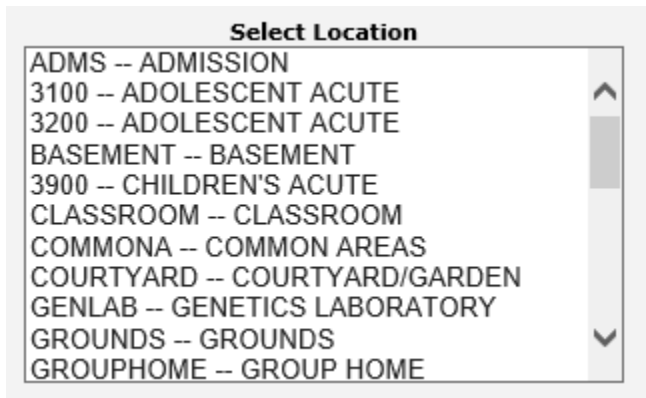 Select Location
ADMS -- ADMISSION
3100 -- ADOLESCENT ACUTE
3200 -- ADOLESCENT ACUTE
BASEMENT -- BASEMENT
3900 -- CHILDREN'S ACUTE
CLASSROOM -- CLASSROOM
COMMONA -- COMMON AREAS
COURTYARD -- COURTYARD/GARDEN
GENLAB -- GENETICS LABORATORY
GROUNDS -- GROUNDS
GROUPHOME -- GROUP HOME